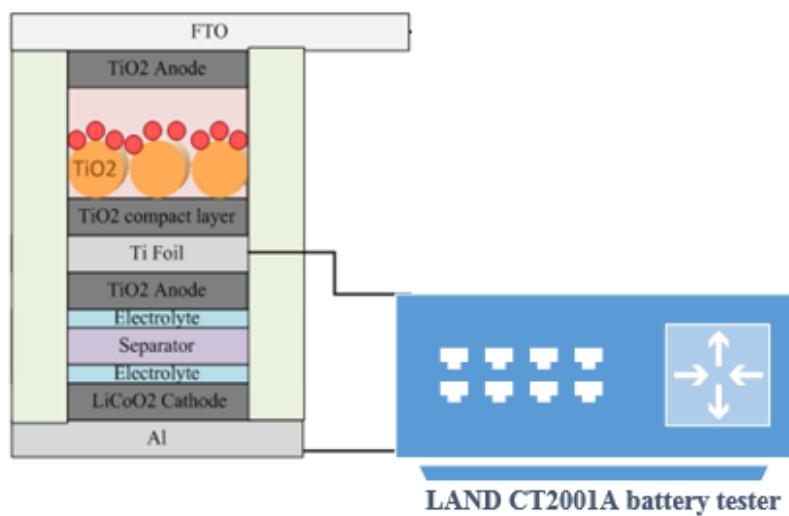 FTO
TiO2 Anode
TiO2
TiO2 compact layer
Ti Foil
TiO2 Anode
Electrolyte
Separator
Electrolyte
LiCoO2 Cathode
Al
LAND CT2001A battery tester